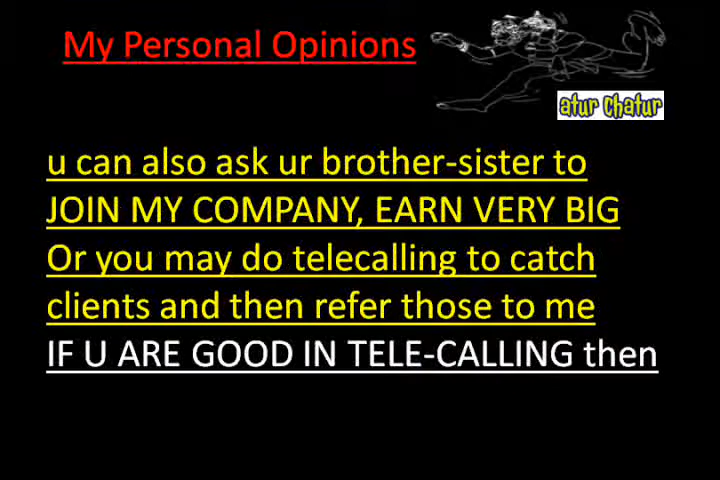 My Personal Opinions
atur chatur
u can also ask ur brother-sister to
JOIN MY COMPANY, EARN VERY BIG
Or you may do telecalling to catch
clients and then refer those to me
IF U ARE GOOD IN TELE-CALLING then